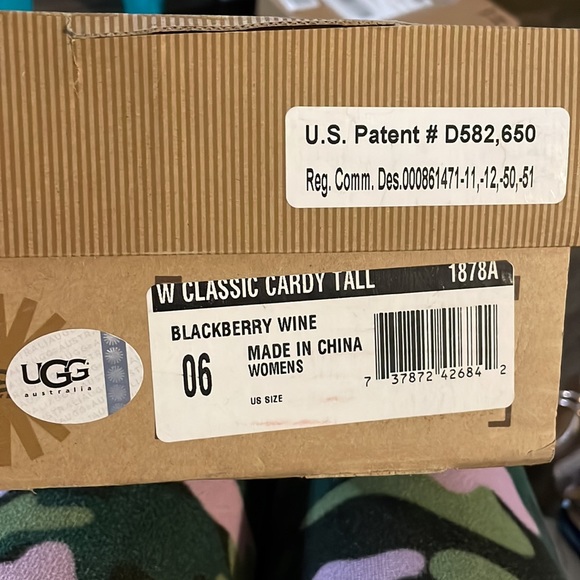 U.S. Patent # D582,650
Reg. Comm. Des.000861471-11,-12,-50,-51
W CLASSIC CARDY TALL 1878A
BLACKBERRY WINE
06
MADE IN CHINA
WOMENS
US SIZE
7 37872 42684 2
UGG
australia